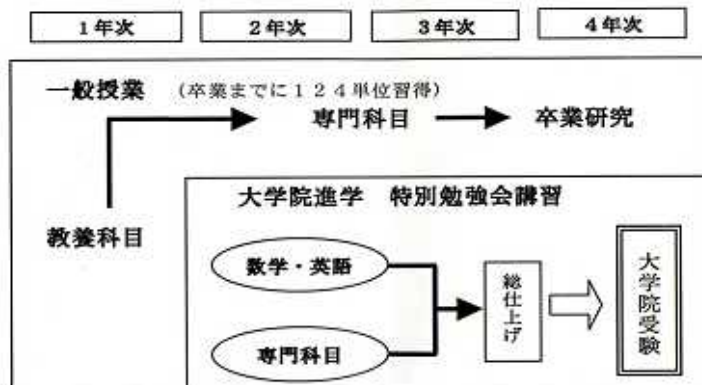 1年次 2年次 3年次 4年次
一般授業 (卒業までに124単位習得)
専門科目 卒業研究
大学院進学 特別勉強会講習
教養科目
数学・英語
総仕上げ
大学院受験
専門科目